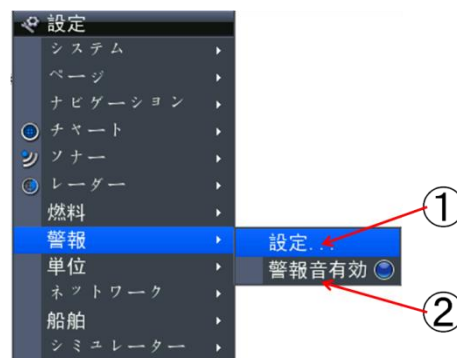 設定
システム
ページ
ナビゲーション
チャート
ソナー
レーダー
燃料
警報
単位
ネットワーク
船舶
シミュレーター
設定...
警報音有効
①
②